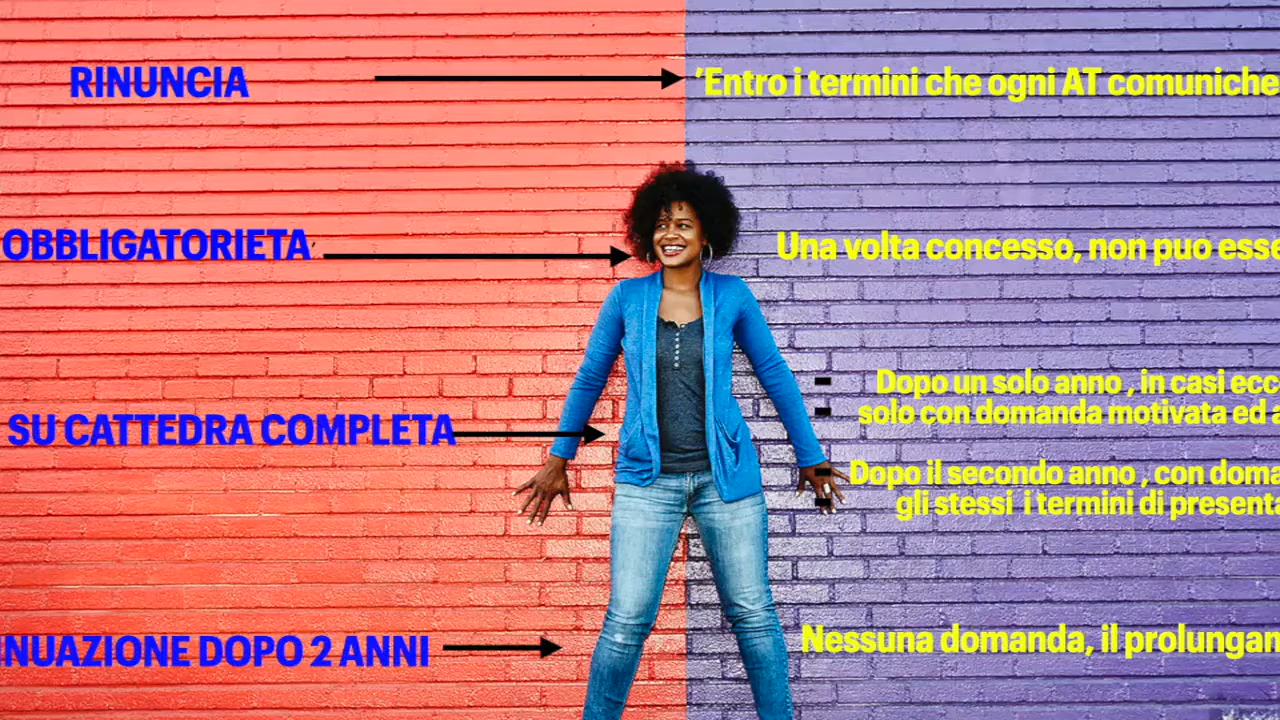 RINUNCIA
’Entro i termini che ogni AT comuniche
OBBLIGATORIETA’
Una volta concesso, non puo esse
SU CATTEDRA COMPLETA
Dopo un solo anno , in casi ecc
solo con domanda motivata ed a
Dopo il secondo anno , con doma
gli stessi i termini di presenta
NUAZIONE DOPO 2 ANNI
Nessuna domanda, il prolungam